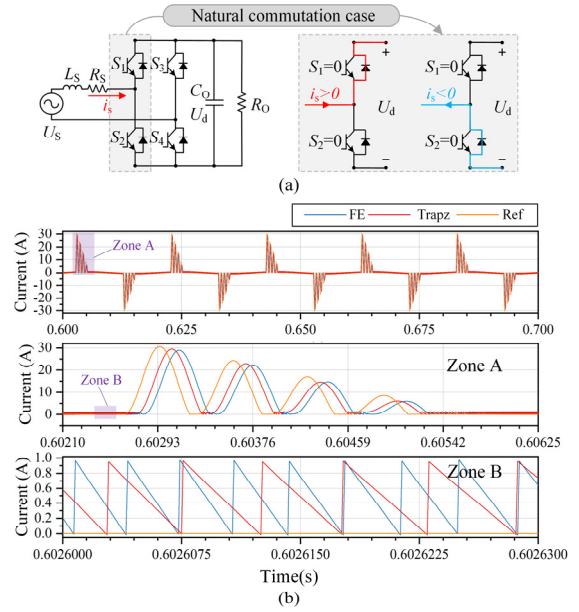 Natural commutation case
L_S R_S
i_s
U_S
S_1 S_3
S_2 S_4
C_O
U_d
R_O
S_1=0
i_s>0
U_d
S_2=0
+
−
S_1=0
i_s<0
U_d
S_2=0
+
−
(a)
FE Trapz Ref
Current (A)
30
20
10
0
-10
-20
-30
Zone A
0.600 0.625 0.650 0.675 0.700
Current (A)
30
20
10
0
Zone B
Zone A
0.60210 0.60293 0.60376 0.60459 0.60542 0.60625
Current (A)
1.0
0.8
0.6
0.4
0.2
0.0
Zone B
0.6026000 0.6026075 0.6026150 0.6026225 0.6026300
Time(s)
(b)